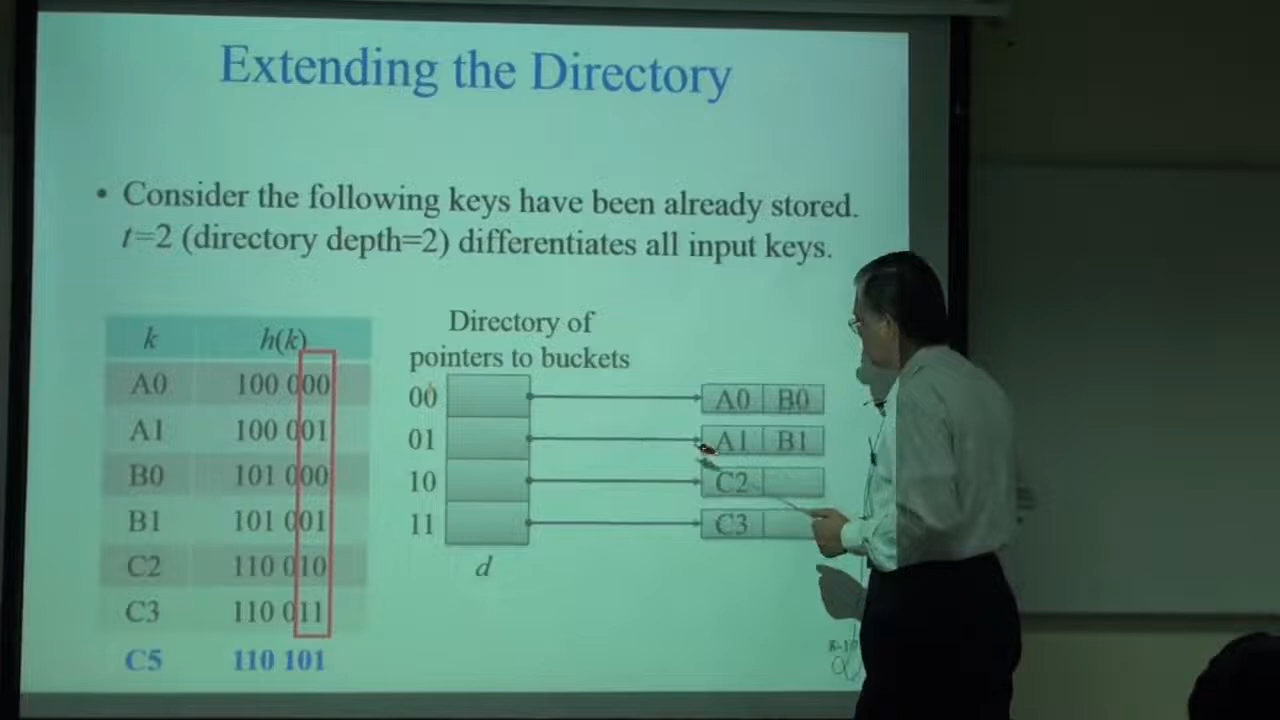 Extending the Directory
• Consider the following keys have been already stored.
t=2 (directory depth=2) differentiates all input keys.
k h(k)
A0 100 000
A1 100 001
B0 101 000
B1 101 001
C2 110 010
C3 110 011
C5 110 101
Directory of
pointers to buckets
00 A0 B0
01 A1 B1
10 C2
11 C3
d